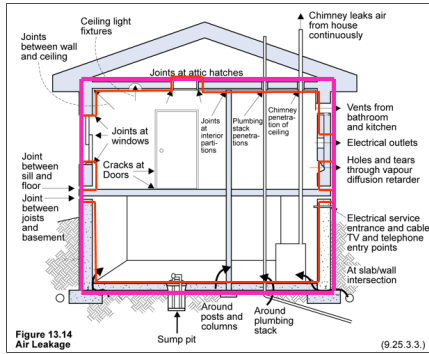 Ceiling light
fixtures
Chimney leaks air
from house
continuously
Joints
between wall
and ceiling
Joints at attic hatches
Joints at
windows
Cracks at
Doors
Joints
at
interior
parti-
tions
Plumbing
stack
penetra-
tions
Chimney
penetra-
tion of
ceiling
Vents from
bathroom
and kitchen
Electrical outlets
Holes and tears
through vapour
diffusion retarder
Joint
between
sill and
floor
Joint
between
joists
and
basement
Electrical service
entrance and cable
TV and telephone
entry points
At slab/wall
intersection
Around
posts and
columns
Around
plumbing
stack
Sump pit
Figure 13.14
Air Leakage
(9.25.3.3.)